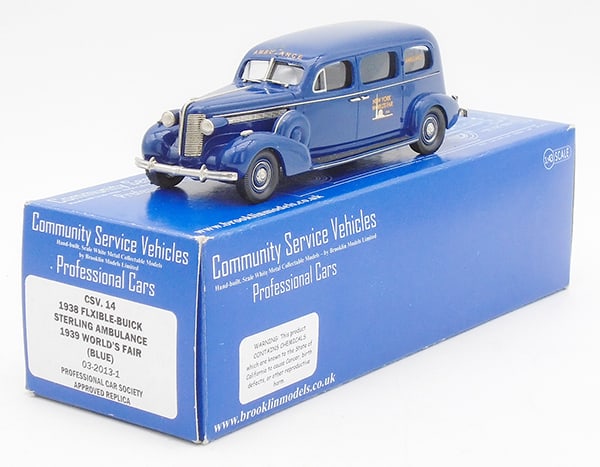 AMBULANCE
NEW YORK
WORLD'S FAIR
1:43 SCALE
www.brooklinmodels.co.uk
Community Service Vehicles
Hand-built, Scale White Metal Collectable Models
by Brooklin Models Limited
Professional Cars
CSV. 14
1938 FLXIBLE-BUICK
STERLING AMBULANCE
1939 WORLD'S FAIR
(BLUE)
03-2013-1
PROFESSIONAL CAR SOCIETY
APPROVED REPLICA
Community Service Vehicles
Hand-built, Scale White Metal Collectable Models - by Brooklin Models Limited
Professional Cars
WARNING: This product
CONTAINS CHEMICALS
which are known to the State of
California to cause Cancer, birth
defects, or other reproductive
harm
www.brooklinmodels.co.uk